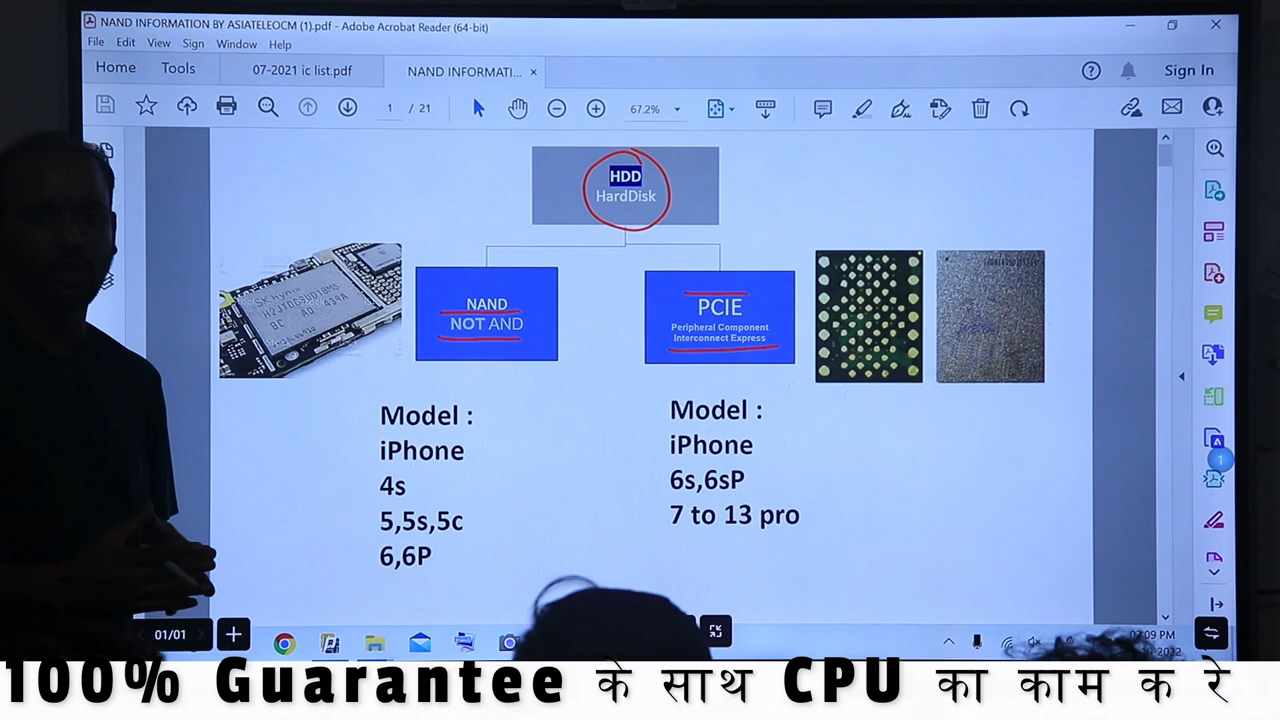 NAND INFORMATION BY ASIATELEOCM (1).pdf - Adobe Acrobat Reader (64-bit)
File Edit View Sign Window Help
Home Tools 07-2021 ic list.pdf NAND INFORMATI... × Sign In
1 / 21 67.2%
HDD
HardDisk
SKhynix
NAND
NOT AND
PCIE
Peripheral Component
Interconnect Express
Model :
iPhone
4s
5,5s,5c
6,6P
Model :
iPhone
6s,6sP
7 to 13 pro
1
01/01
100% Guarantee के साथ CPU का काम क रे